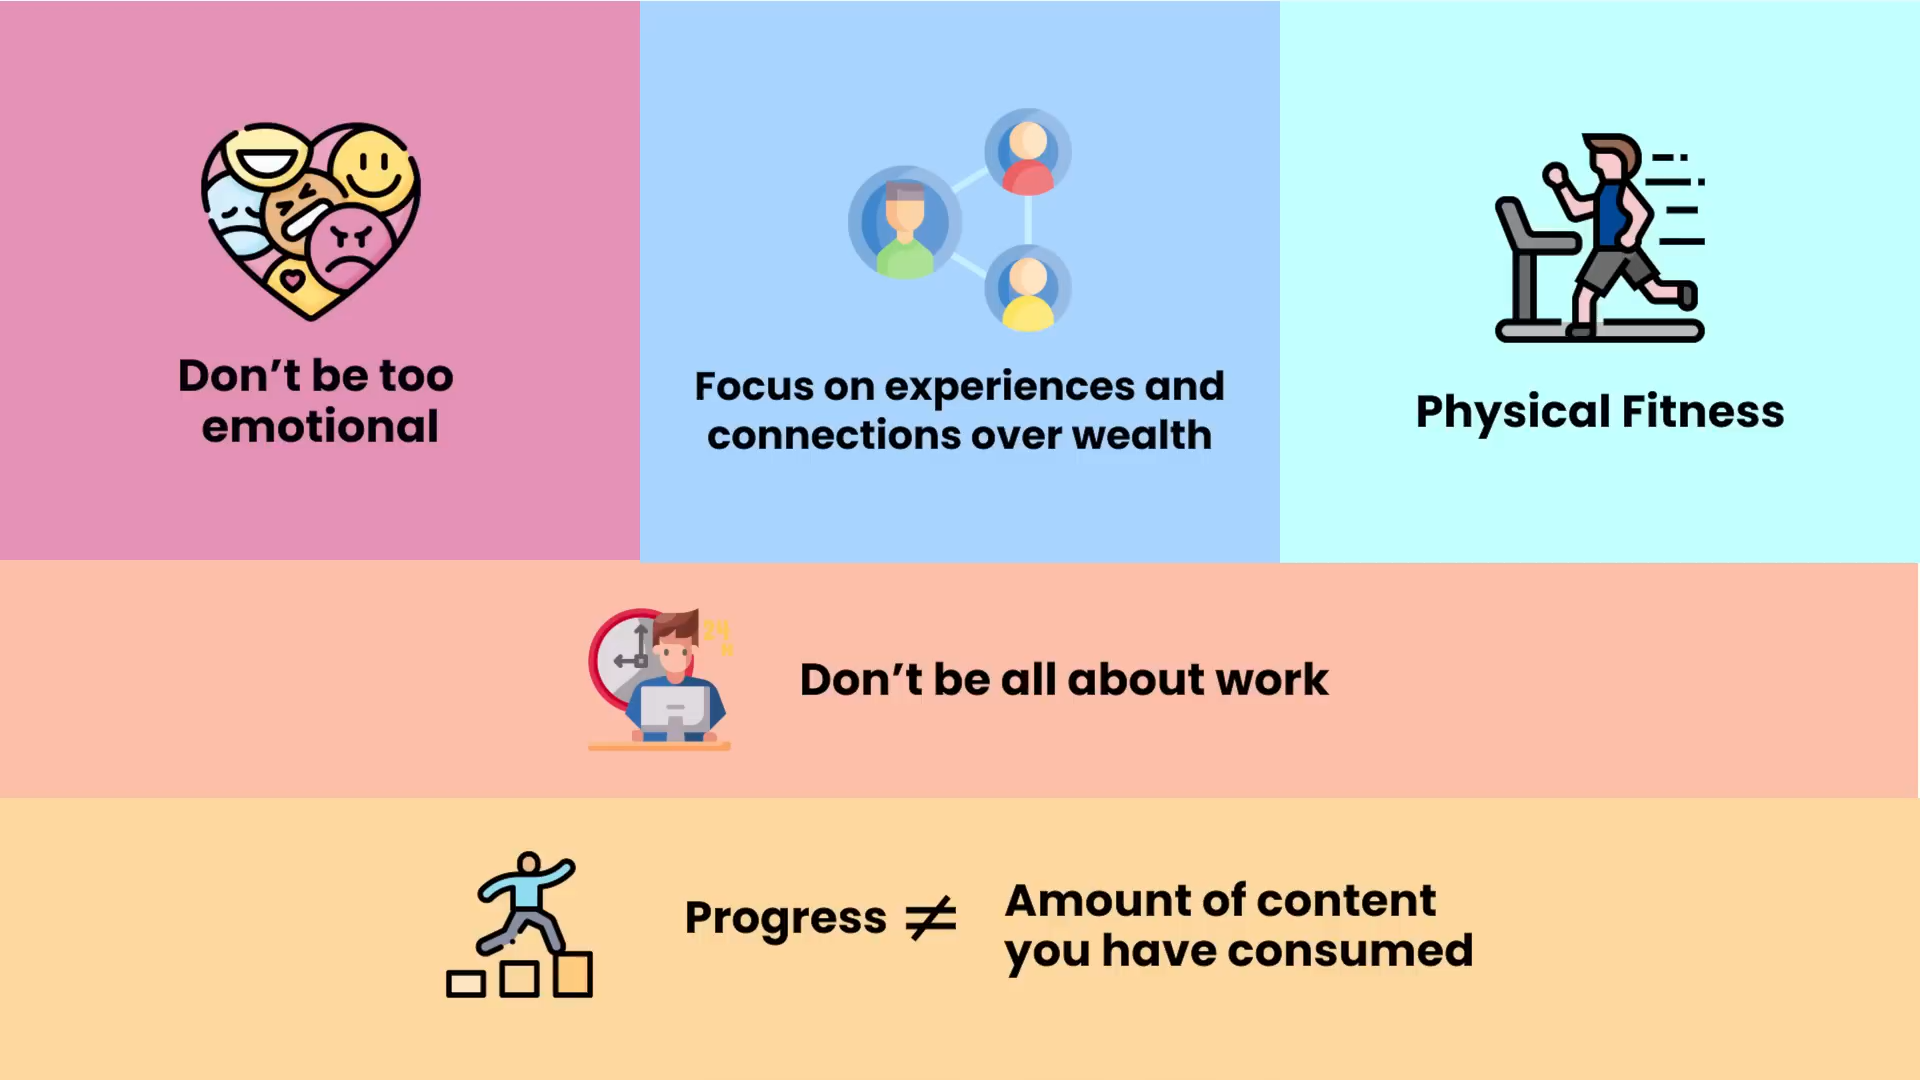 Don’t be too
emotional
Focus on experiences and
connections over wealth
Physical Fitness
24
H
Don’t be all about work
Progress ≠
Amount of content
you have consumed